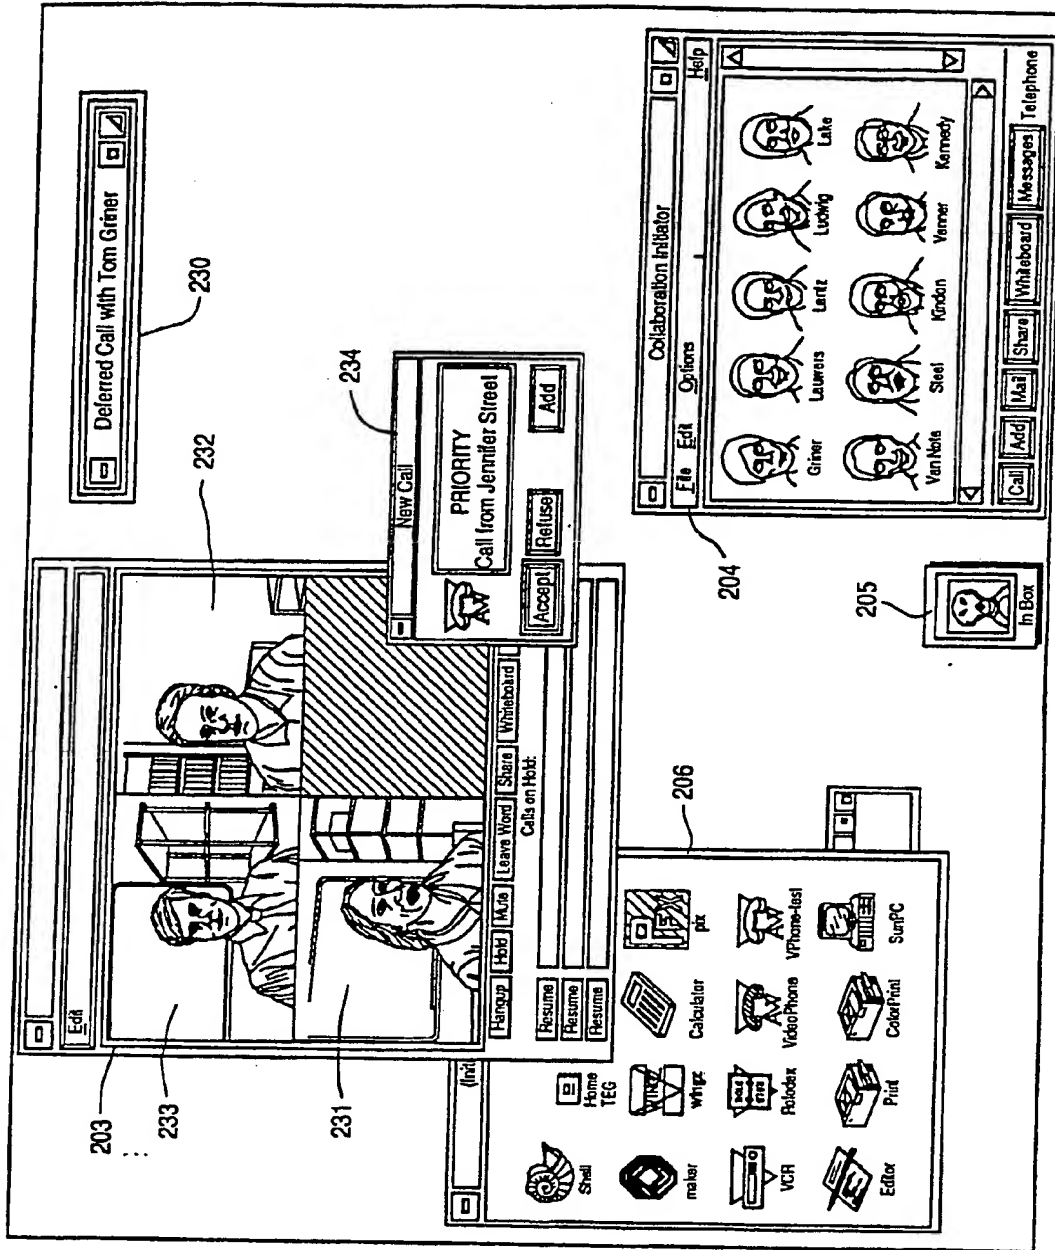 203
Edit
233
232
231
Hangup Hold Mute Leave Word Share Whiteboard
Calls on Hold:
Resume
Resume
Resume
Deferred Call with Tom Griner
230
234
New Call
PRIORITY
Call from Jennifer Street
Accept Refuse Add
(Initi
206
Shell
Home
TEG
maker
wingz
Calculator
pix
VCR
Rolodex
VideoPhone
VPhone-test
Editor
Print
ColorPrint
SunPC
205
In Box
204
Collaboration Initiator
File Edit Options Help
Griner Lauwers Lantz Ludwig Lake
Van Note Steel Kindon Venner Kennedy
Call Add Mail Share Whiteboard Messages Telephone